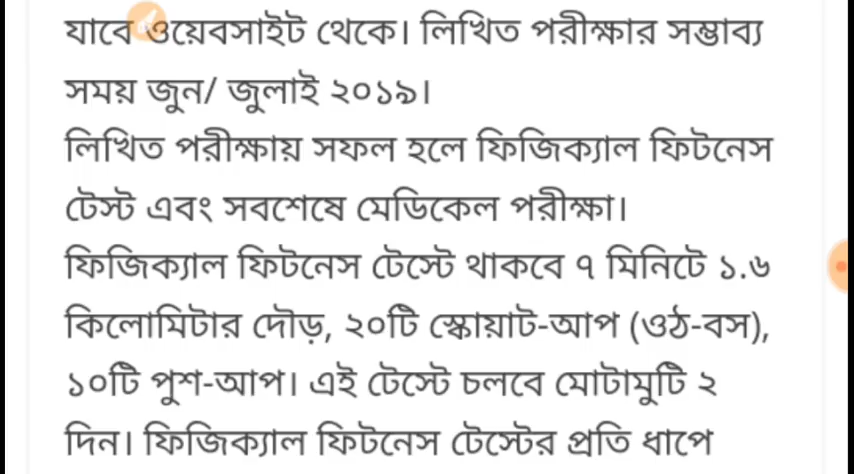 যাবে ওয়েবসাইট থেকে। লিখিত পরীক্ষার সম্ভাব্য
সময় জুন/ জুলাই ২০১৯।
লিখিত পরীক্ষায় সফল হলে ফিজিক্যাল ফিটনেস
টেস্ট এবং সবশেষে মেডিকেল পরীক্ষা।
ফিজিক্যাল ফিটনেস টেস্টে থাকবে ৭ মিনিটে ১.৬
কিলোমিটার দৌড়, ২০টি স্কোয়াট-আপ (ওঠ-বস),
১০টি পুশ-আপ। এই টেস্ট চলবে মোটামুটি ২
দিন। ফিজিক্যাল ফিটনেস টেস্টের প্রতি ধাপে